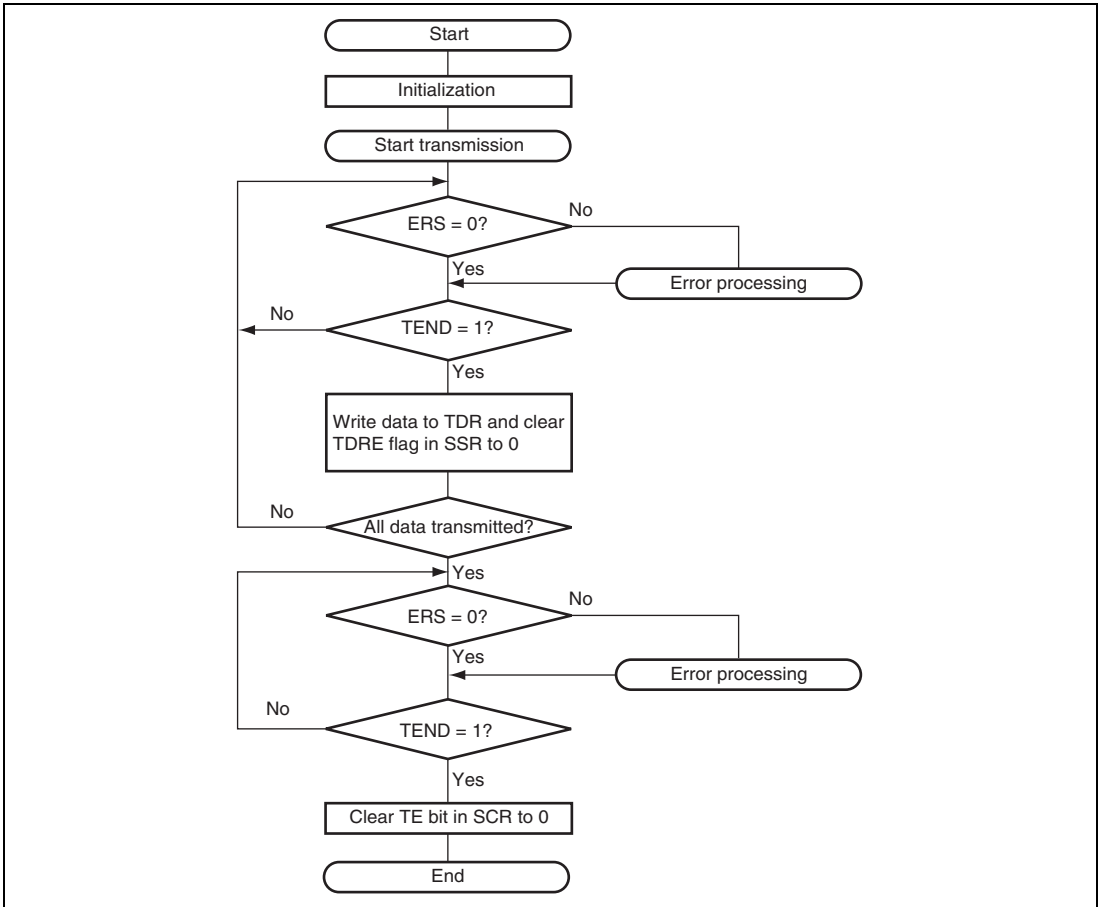 Start
Initialization
Start transmission
ERS = 0?
No
Yes
Error processing
No
TEND = 1?
Yes
Write data to TDR and clear
TDRE flag in SSR to 0
No
All data transmitted?
Yes
ERS = 0?
No
Yes
Error processing
No
TEND = 1?
Yes
Clear TE bit in SCR to 0
End